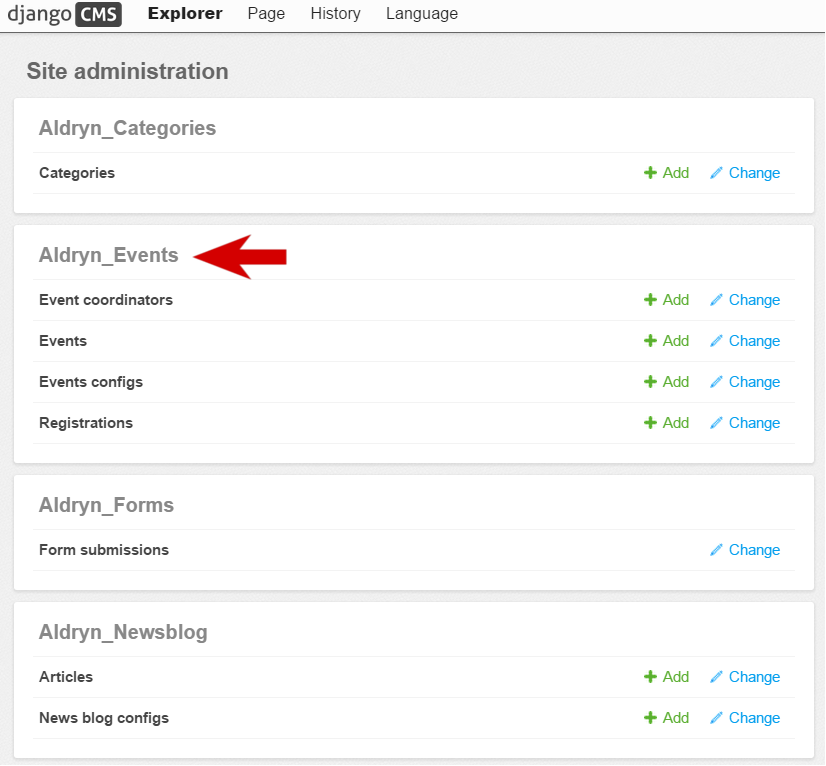 django CMS Explorer Page History Language
Site administration
Aldryn_Categories
Categories Add Change
Aldryn_Events
Event coordinators Add Change
Events Add Change
Events configs Add Change
Registrations Add Change
Aldryn_Forms
Form submissions Change
Aldryn_Newsblog
Articles Add Change
News blog configs Add Change